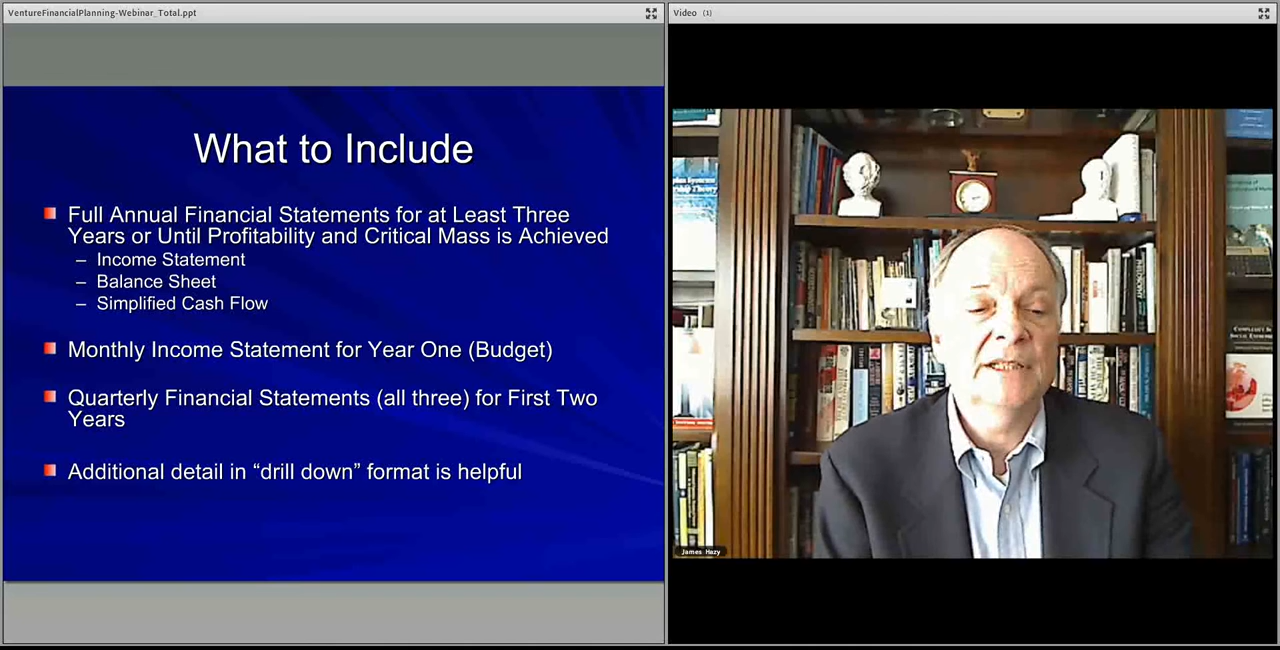 VentureFinancialPlanning-Webinar_Total.ppt
What to Include
Full Annual Financial Statements for at Least Three
Years or Until Profitability and Critical Mass is Achieved
– Income Statement
– Balance Sheet
– Simplified Cash Flow
Monthly Income Statement for Year One (Budget)
Quarterly Financial Statements (all three) for First Two
Years
Additional detail in “drill down” format is helpful
Video (1)
James Hazy